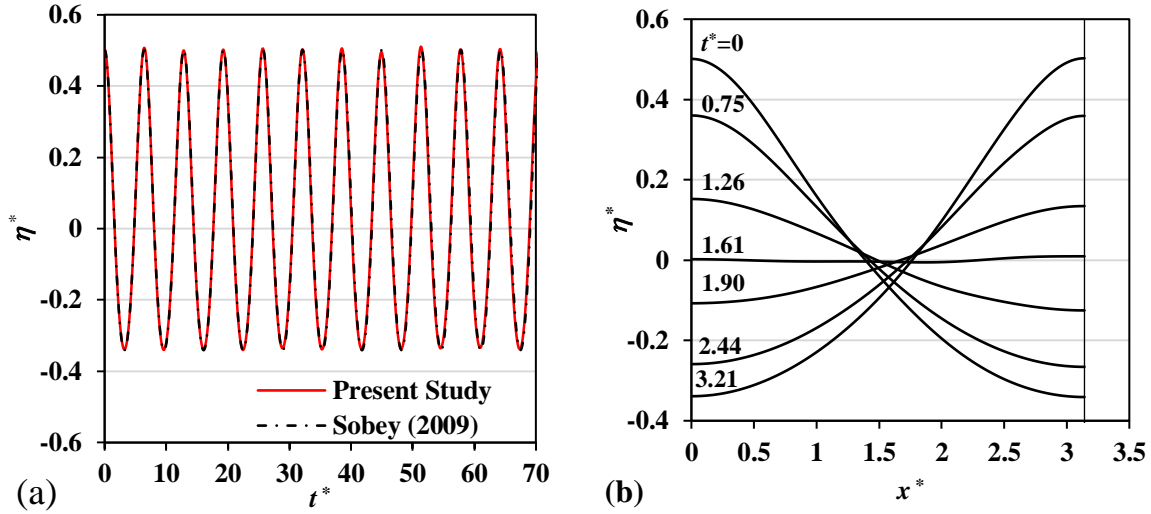 0.6
0.4
0.2
0
-0.2
-0.4
-0.6
η*
0 10 20 30 40 50 60 70
t*
Present Study
Sobey (2009)
(a)
0.6
0.4
0.2
0
-0.2
-0.4
η*
t*=0
0.75
1.26
1.61
1.90
2.44
3.21
0 0.5 1 1.5 2 2.5 3 3.5
x*
(b)